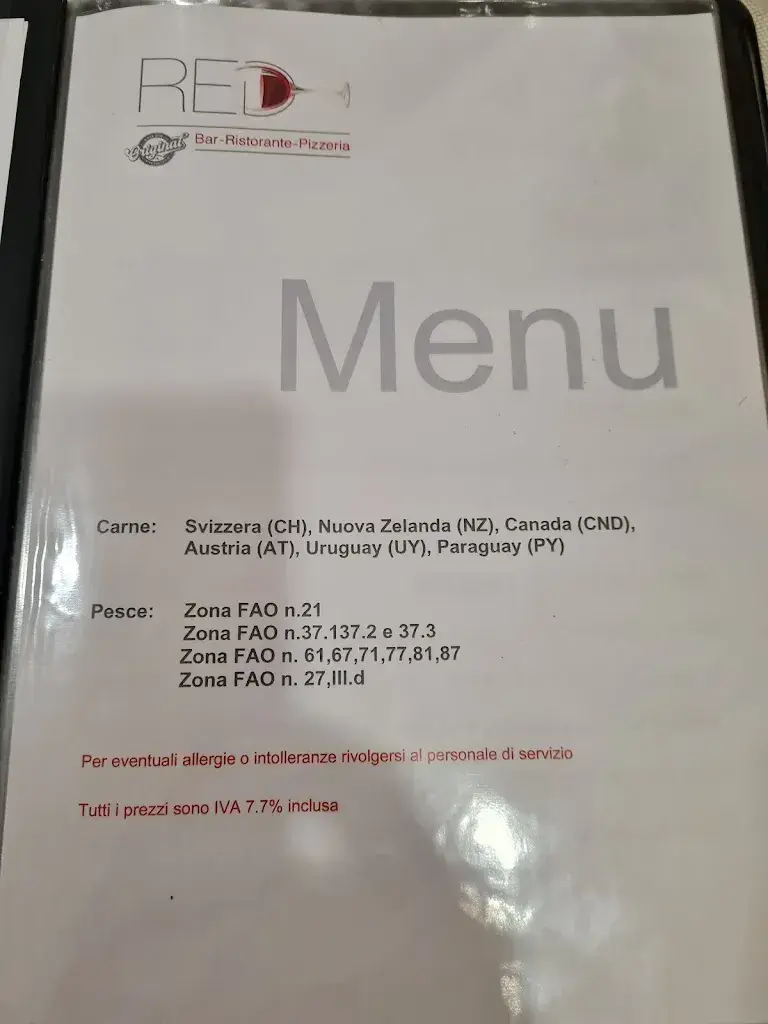 RED
Original
Bar-Ristorante-Pizzeria
Menu
Carne: Svizzera (CH), Nuova Zelanda (NZ), Canada (CND),
Austria (AT), Uruguay (UY), Paraguay (PY)
Pesce: Zona FAO n.21
Zona FAO n.37.137.2 e 37.3
Zona FAO n. 61,67,71,77,81,87
Zona FAO n. 27,III.d
Per eventuali allergie o intolleranze rivolgersi al personale di servizio
Tutti i prezzi sono IVA 7.7% inclusa